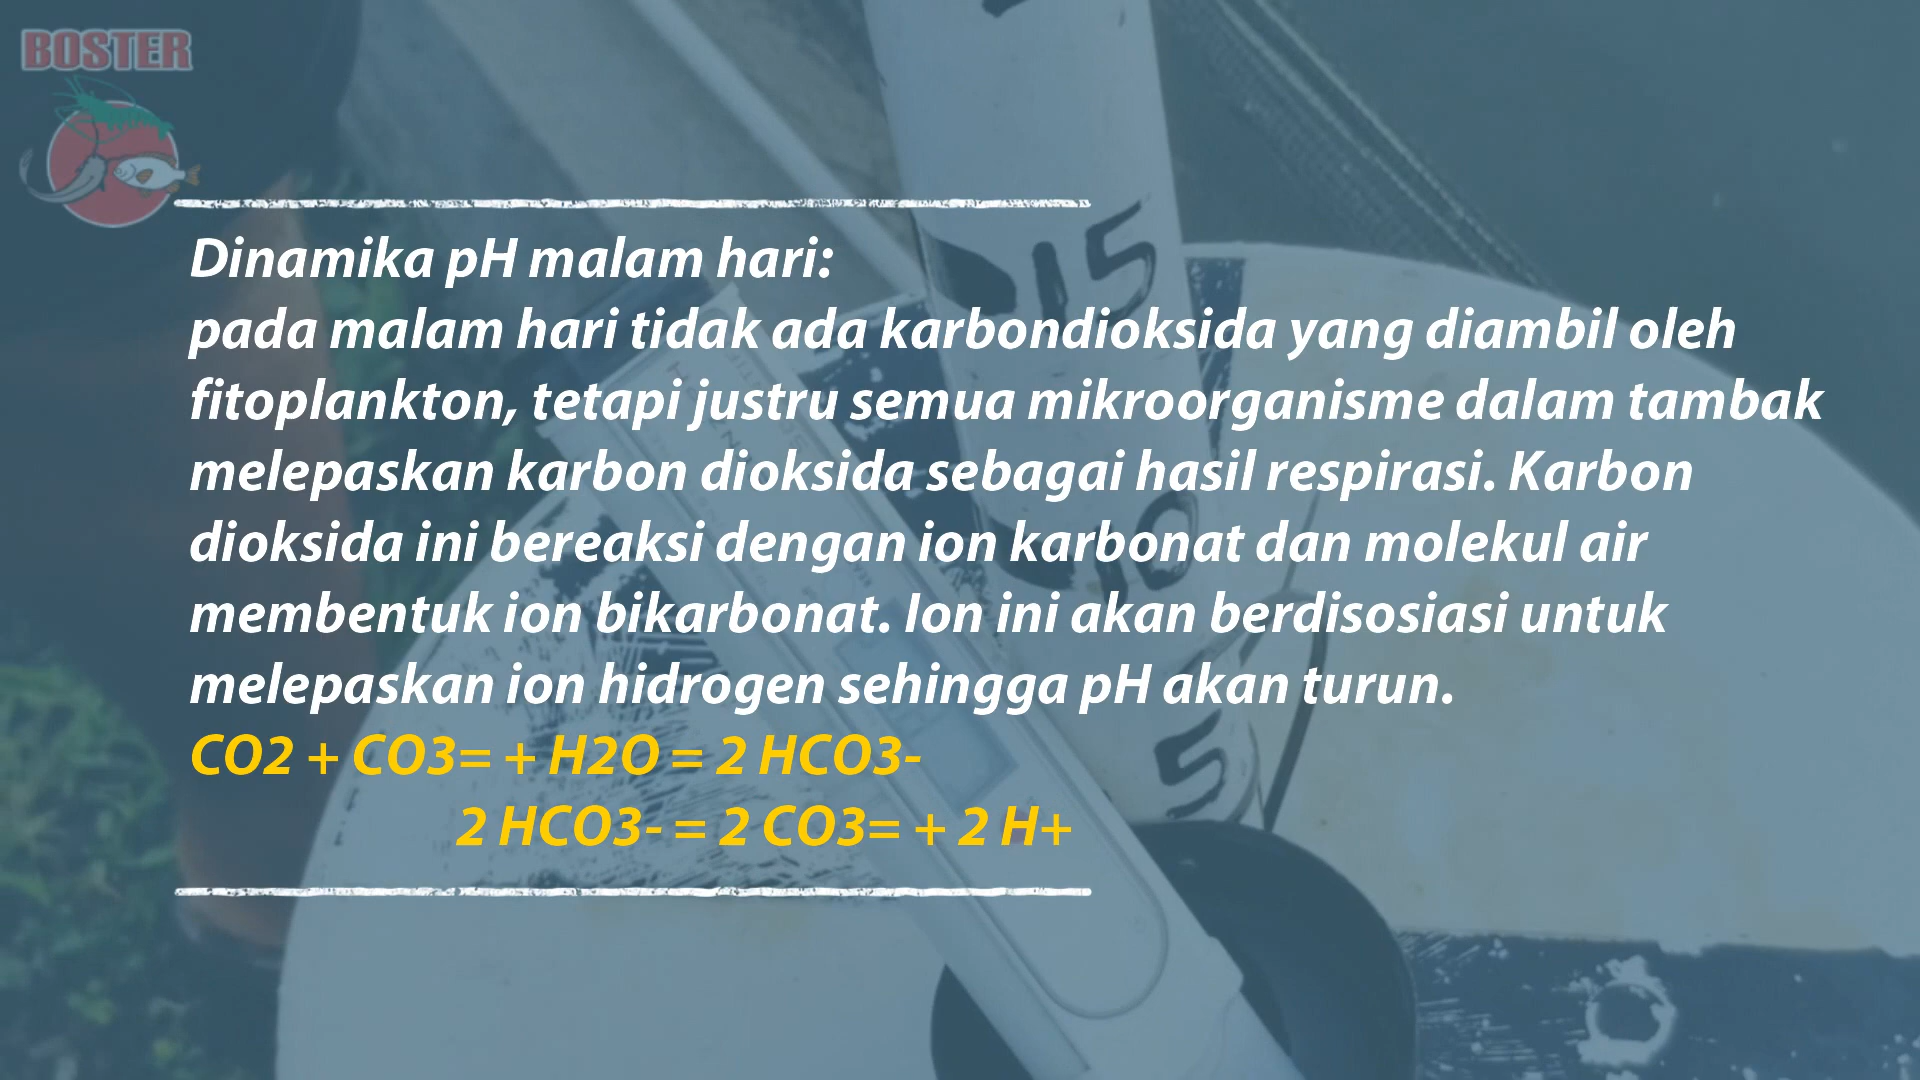 BOSTER
15
Dinamika pH malam hari:
pada malam hari tidak ada karbondioksida yang diambil oleh
fitoplankton, tetapi justru semua mikroorganisme dalam tambak
melepaskan karbon dioksida sebagai hasil respirasi. Karbon
dioksida ini bereaksi dengan ion karbonat dan molekul air
10
membentuk ion bikarbonat. Ion ini akan berdisosiasi untuk
melepaskan ion hidrogen sehingga pH akan turun.
CO2 + CO3= + H2O = 2 HCO3-
5
2 HCO3- = 2 CO3= + 2 H+